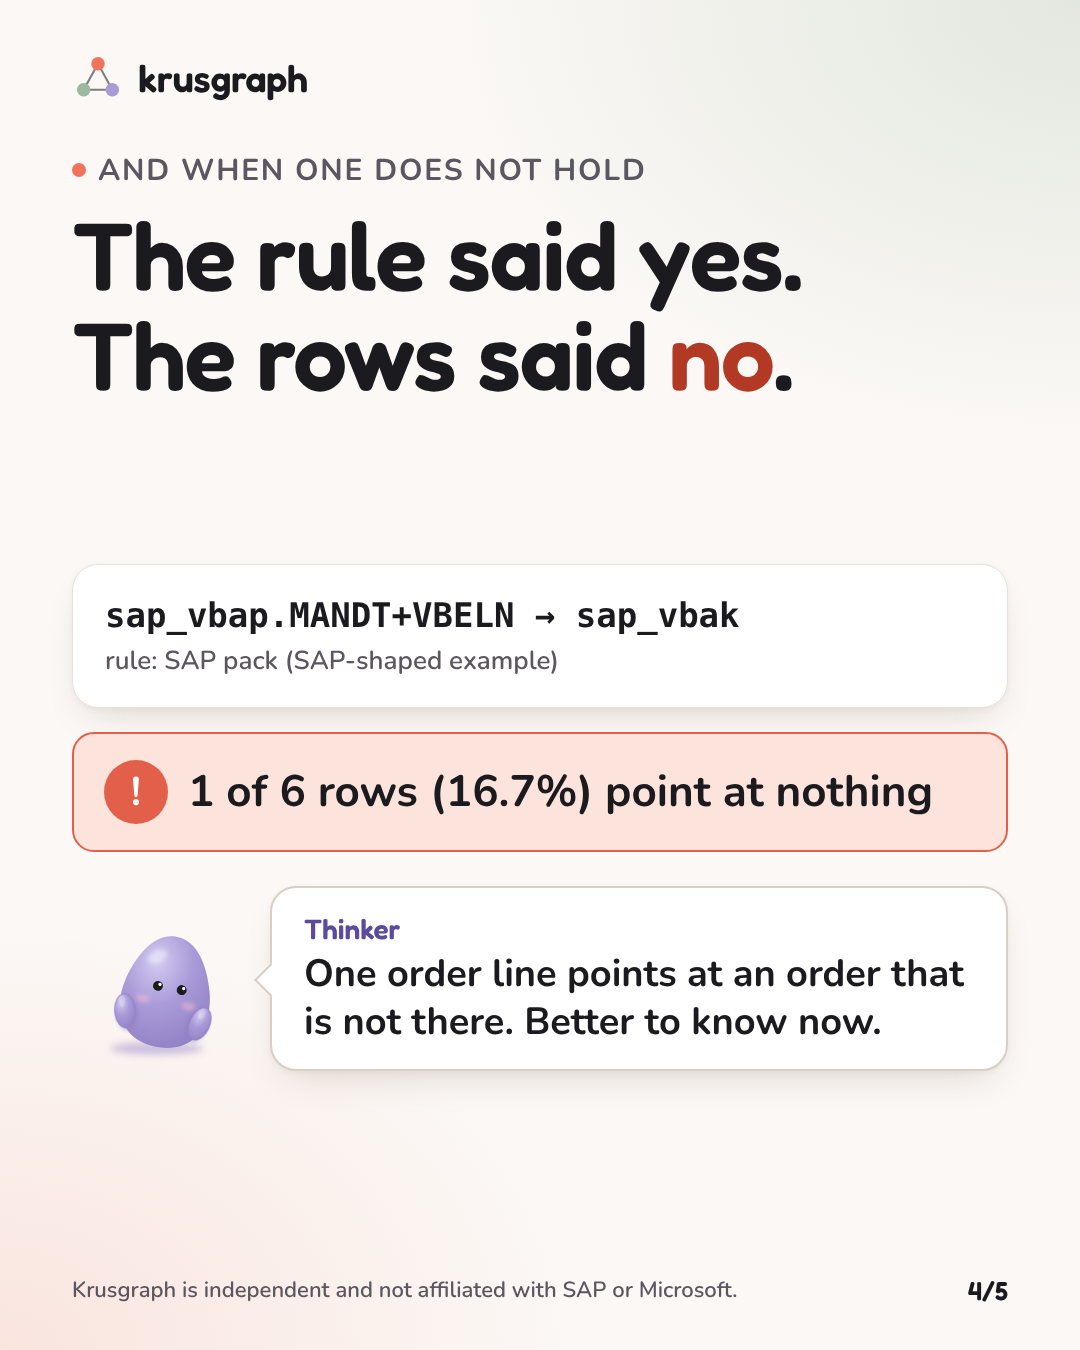 krusgraph
AND WHEN ONE DOES NOT HOLD
The rule said yes.
The rows said no.
sap_vbap.MANDT+VBELN → sap_vbak
rule: SAP pack (SAP-shaped example)
! 1 of 6 rows (16.7%) point at nothing
Thinker
One order line points at an order that
is not there. Better to know now.
Krusgraph is independent and not affiliated with SAP or Microsoft.
4/5